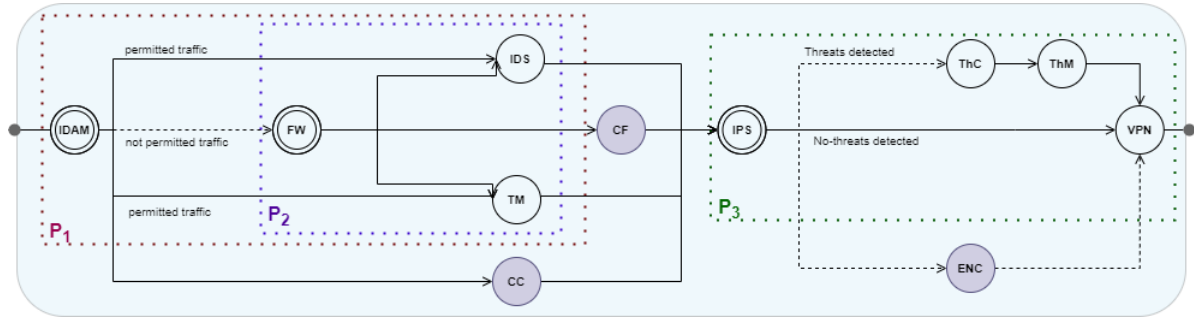 permitted traffic
IDS
Threats detected
ThC
ThM
IDAM
FW
CF
IPS
VPN
not permitted traffic
No-threats detected
TM
permitted traffic
P1
P2
P3
CC
ENC